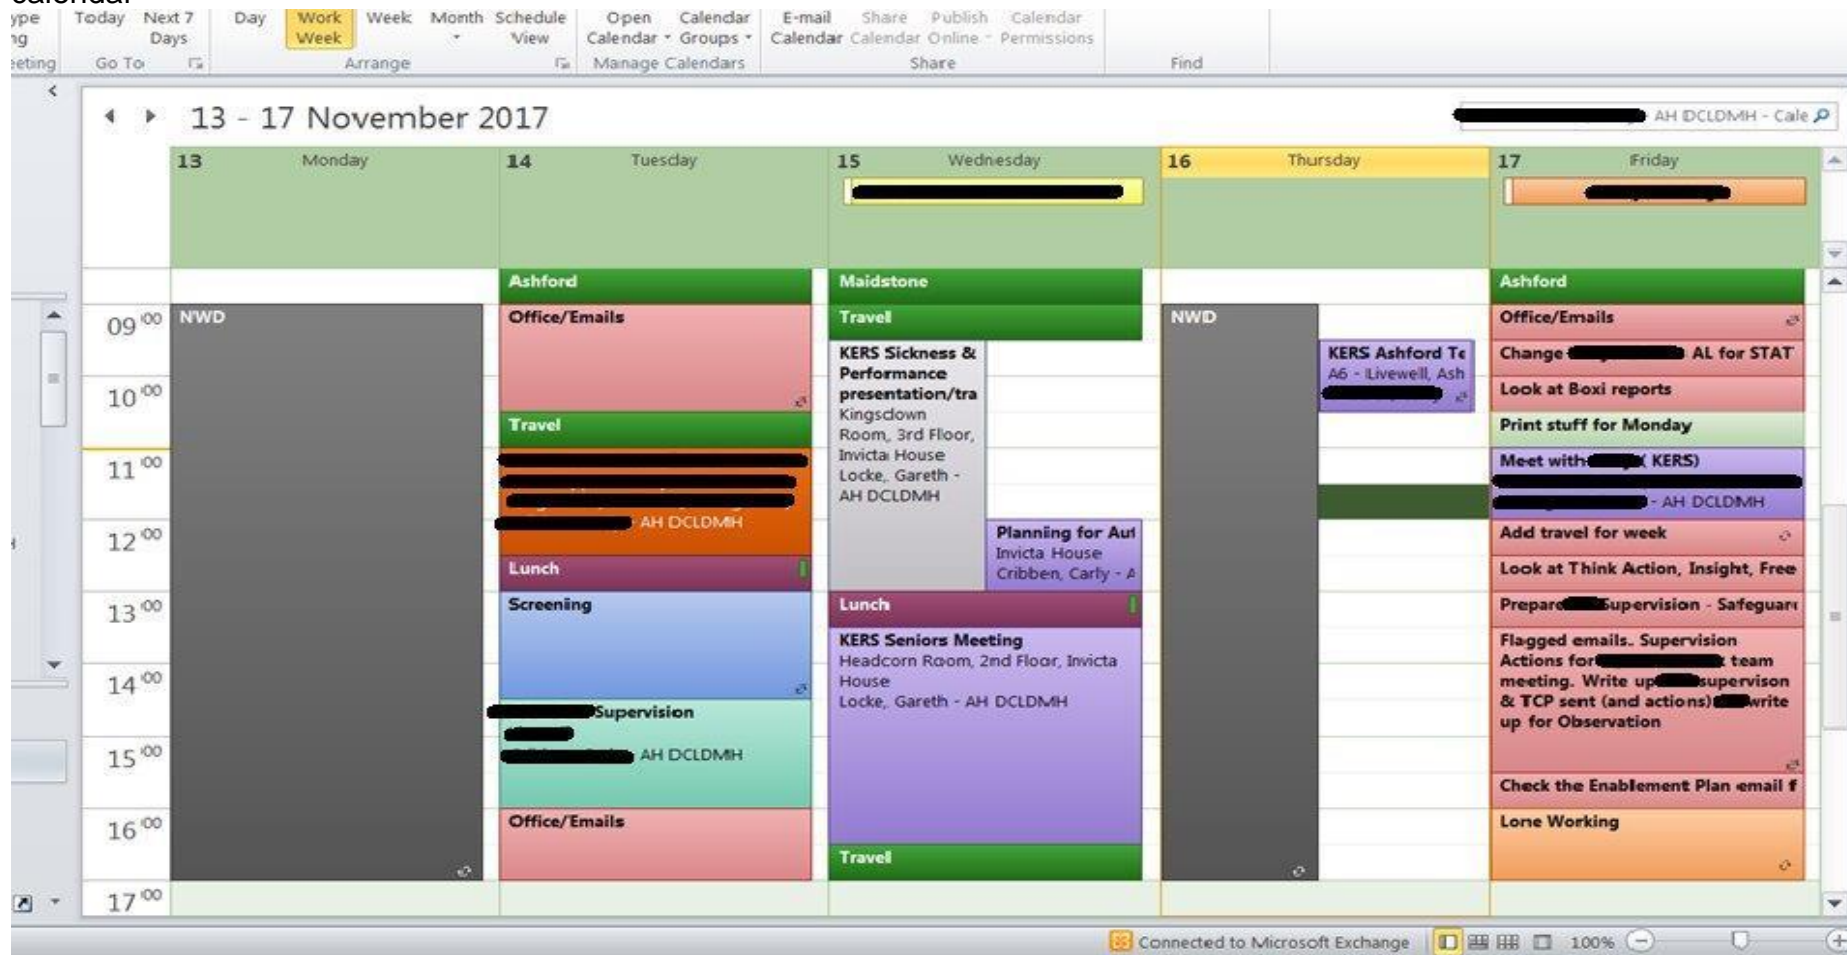 calendar
Today Next 7 Day Work Week Month Schedule Open Calendar E-mail Share Publish Calendar
Days Week View Calendar Groups Calendar Calendar Online Permissions
Go To Arrange Manage Calendars Share Find
13 - 17 November 2017
AH DCLDMH - Cale
13 Monday
14 Tuesday
15 Wednesday
16 Thursday
17 Friday
09 00
10 00
11 00
12 00
13 00
14 00
15 00
16 00
17 00
NWD
Ashford
Office/Emails
Travel
AH DCLDMH
Lunch
Screening
Supervision
AH DCLDMH
Office/Emails
Maidstone
Travel
KERS Sickness &
Performance
presentation/tra
Kingsdown
Room, 3rd Floor,
Invicta House
Locke, Gareth -
AH DCLDMH
Planning for Aut
Invicta House
Cribben, Carly - A
Lunch
KERS Seniors Meeting
Headcorn Room, 2nd Floor, Invicta
House
Locke, Gareth - AH DCLDMH
Travel
NWD
KERS Ashford Te
A6 - Livewell, Ash
Ashford
Office/Emails
Change AL for STAT
Look at Boxi reports
Print stuff for Monday
Meet with ( KERS)
- AH DCLDMH
Add travel for week
Look at Think Action, Insight, Free
Prepare Supervision - Safeguar
Flagged emails. Supervision
Actions for team
meeting. Write up supervison
& TCP sent (and actions) write
up for Observation
Check the Enablement Plan email f
Lone Working
Connected to Microsoft Exchange 100%